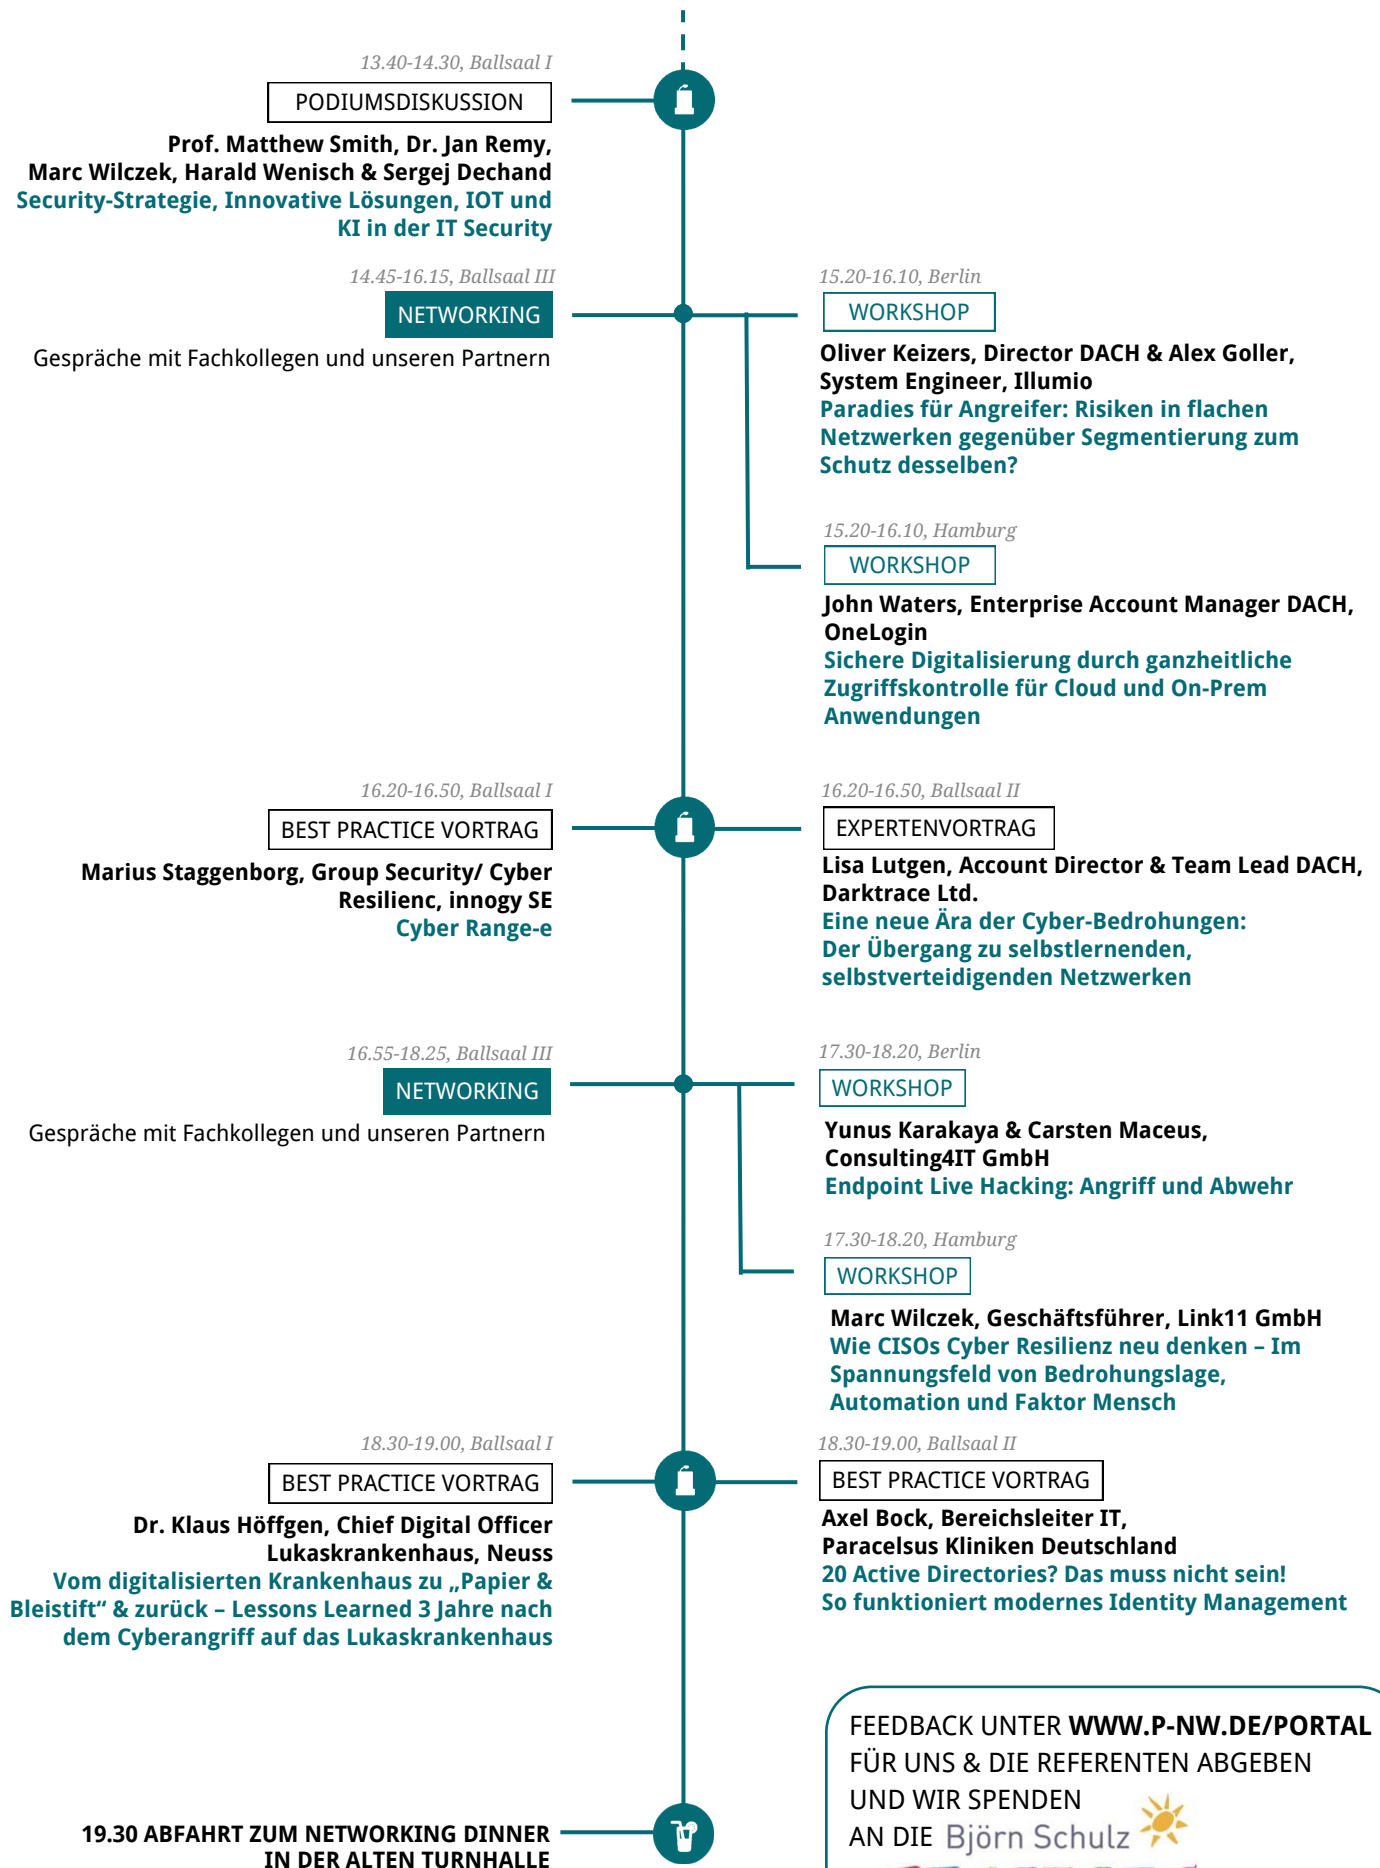 13.40-14.30, Ballsaal I
PODIUMSDISKUSSION
Prof. Matthew Smith, Dr. Jan Remy,
Marc Wilczek, Harald Wenisch & Sergej Dechand
Security-Strategie, Innovative Lösungen, IOT und
KI in der IT Security
14.45-16.15, Ballsaal III
NETWORKING
Gespräche mit Fachkollegen und unseren Partnern
15.20-16.10, Berlin
WORKSHOP
Oliver Keizers, Director DACH & Alex Goller,
System Engineer, Illumio
Paradies für Angreifer: Risiken in flachen
Netzwerken gegenüber Segmentierung zum
Schutz desselben?
15.20-16.10, Hamburg
WORKSHOP
John Waters, Enterprise Account Manager DACH,
OneLogin
Sichere Digitalisierung durch ganzheitliche
Zugriffskontrolle für Cloud und On-Prem
Anwendungen
16.20-16.50, Ballsaal I
BEST PRACTICE VORTRAG
Marius Staggenborg, Group Security/ Cyber
Resilienc, innogy SE
Cyber Range-e
16.20-16.50, Ballsaal II
EXPERTENVORTRAG
Lisa Lutgen, Account Director & Team Lead DACH,
Darktrace Ltd.
Eine neue Ära der Cyber-Bedrohungen:
Der Übergang zu selbstlernenden,
selbstverteidigenden Netzwerken
16.55-18.25, Ballsaal III
NETWORKING
Gespräche mit Fachkollegen und unseren Partnern
17.30-18.20, Berlin
WORKSHOP
Yunus Karakaya & Carsten Maceus,
Consulting4IT GmbH
Endpoint Live Hacking: Angriff und Abwehr
17.30-18.20, Hamburg
WORKSHOP
Marc Wilczek, Geschäftsführer, Link11 GmbH
Wie CISOs Cyber Resilienz neu denken – Im
Spannungsfeld von Bedrohungslage,
Automation und Faktor Mensch
18.30-19.00, Ballsaal I
BEST PRACTICE VORTRAG
Dr. Klaus Höffgen, Chief Digital Officer
Lukaskrankenhaus, Neuss
Vom digitalisierten Krankenhaus zu „Papier &
Bleistift“ & zurück – Lessons Learned 3 Jahre nach
dem Cyberangriff auf das Lukaskrankenhaus
18.30-19.00, Ballsaal II
BEST PRACTICE VORTRAG
Axel Bock, Bereichsleiter IT,
Paracelsus Kliniken Deutschland
20 Active Directories? Das muss nicht sein!
So funktioniert modernes Identity Management
19.30 ABFAHRT ZUM NETWORKING DINNER
IN DER ALTEN TURNHALLE
FEEDBACK UNTER WWW.P-NW.DE/PORTAL
FÜR UNS & DIE REFERENTEN ABGEBEN
UND WIR SPENDEN
AN DIE Björn Schulz